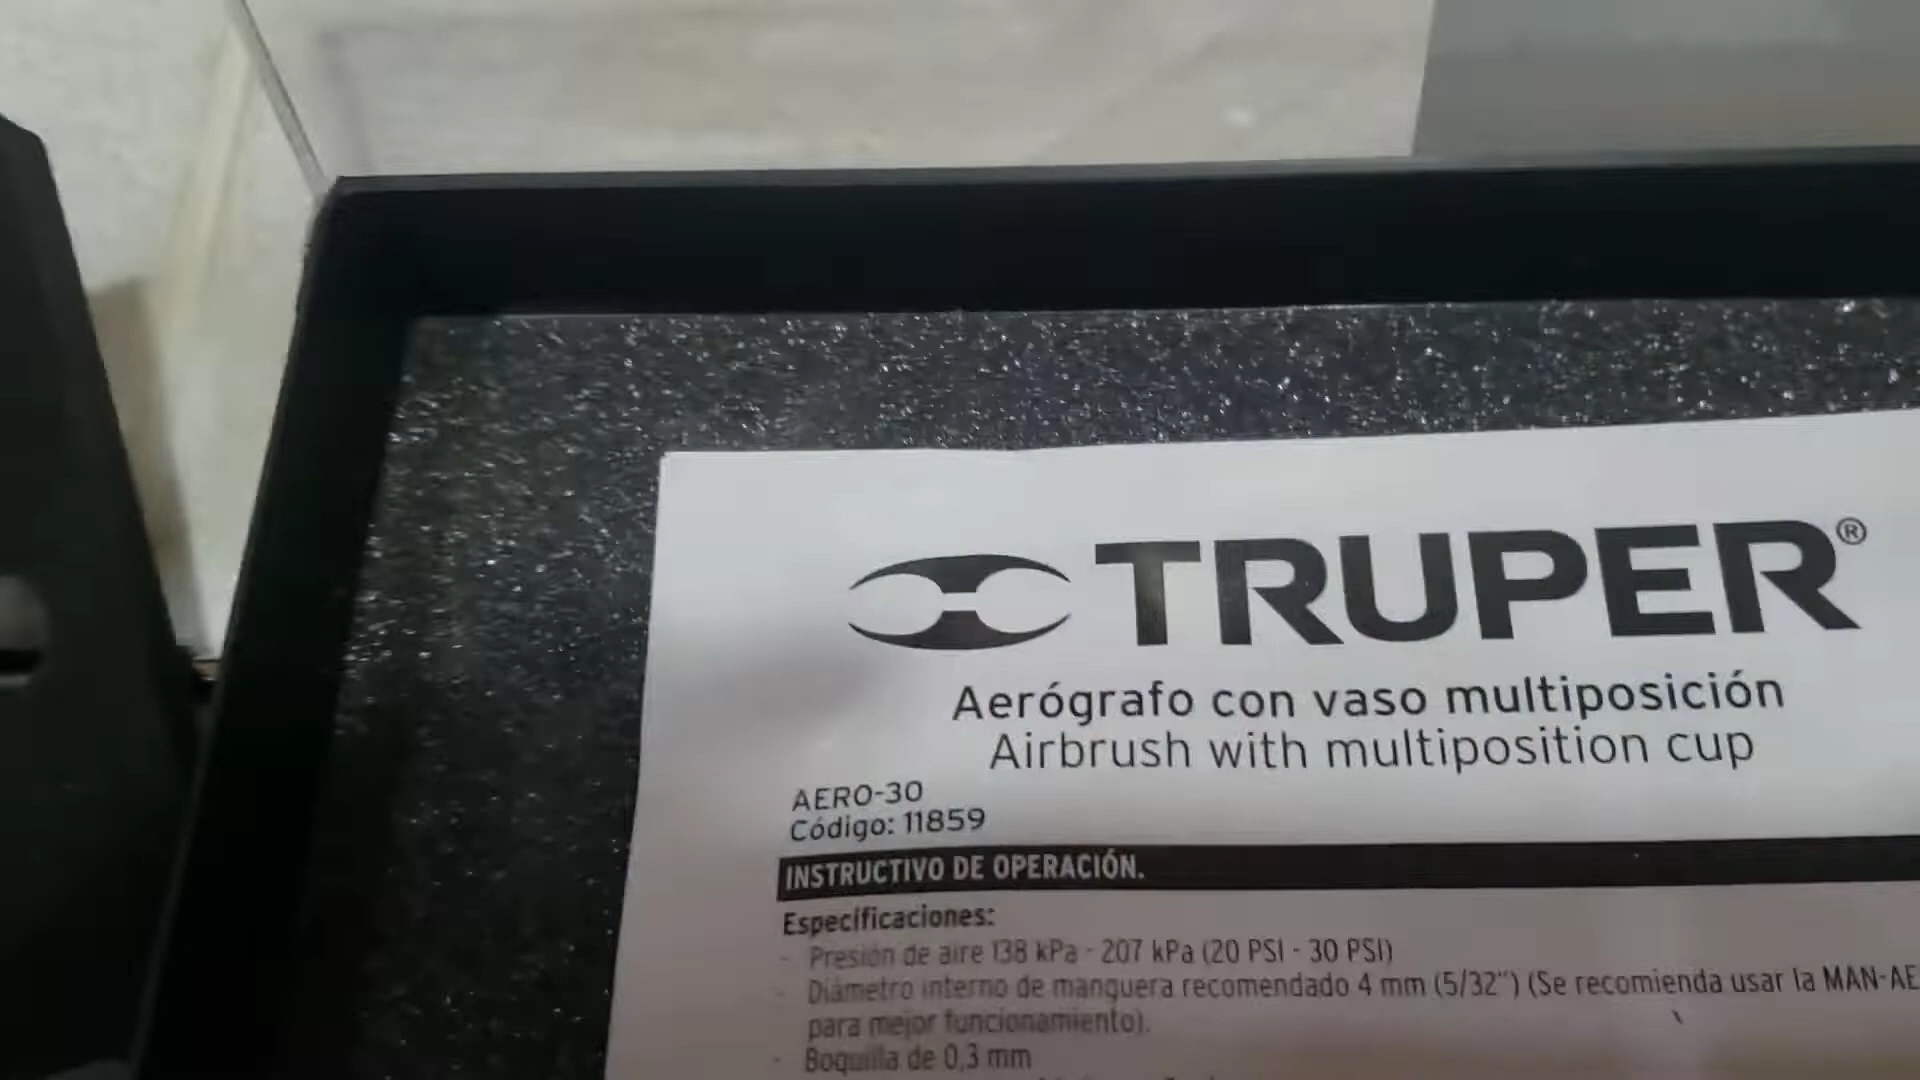 TRUPER®
Aerógrafo con vaso multiposición
Airbrush with multiposition cup
AERO-30
Código: 11859
INSTRUCTIVO DE OPERACIÓN.
Especificaciones:
- Presión de aire 138 kPa - 207 kPa (20 PSI - 30 PSI)
- Diámetro interno de manguera recomendado 4 mm (5/32") (Se recomienda usar la MAN-AE
para mejor funcionamiento).
- Boquilla de 0,3 mm